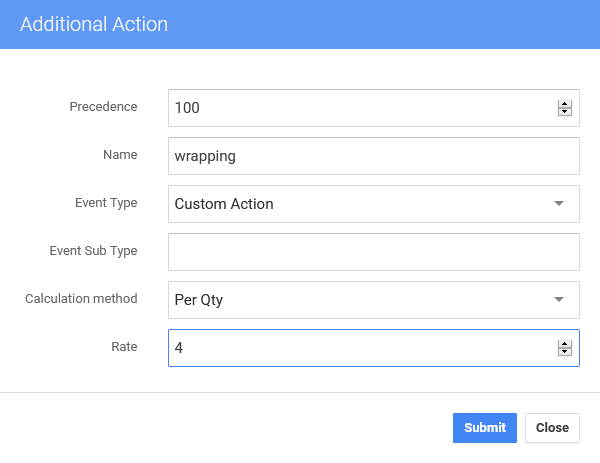 Additional Action
Precedence 100
Name wrapping
Event Type Custom Action
Event Sub Type
Calculation method Per Qty
Rate 4
Submit Close